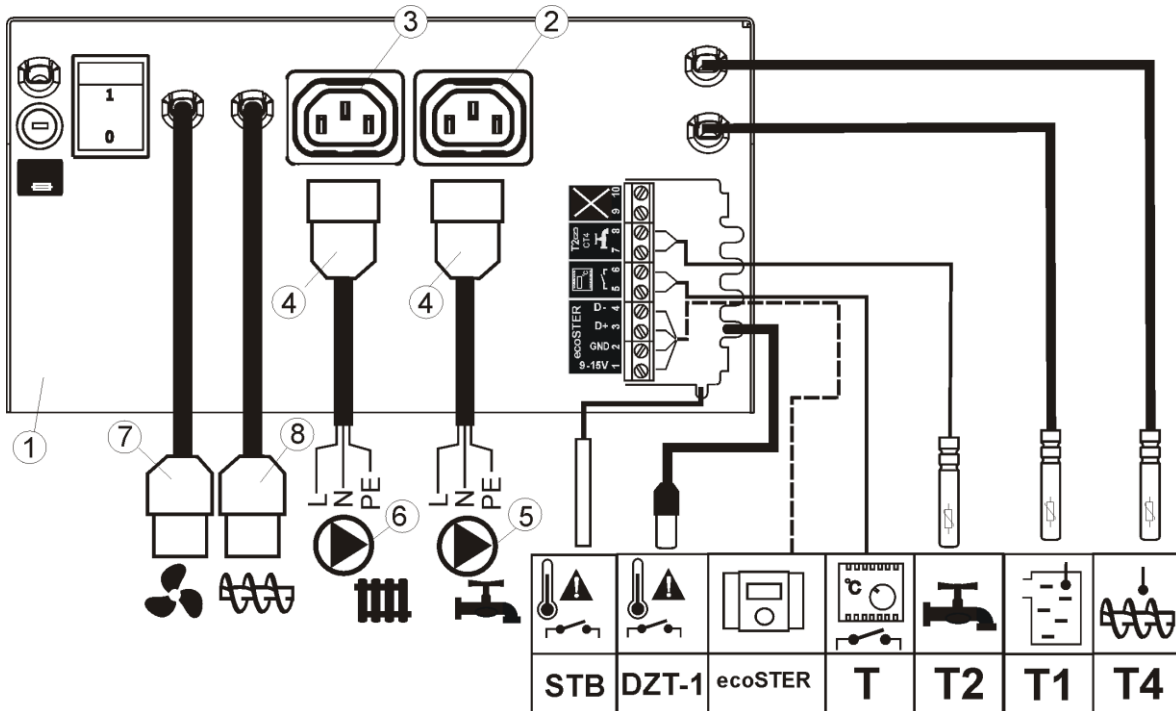 3
2
1
0
10
9
T2
CT4
8
7
°C
6
5
ecoSTER
D- 4
D+ 3
GND 2
9-15V 1
4
4
1
7
8
L N PE
L N PE
6
5
°C
STB
DZT-1
ecoSTER
T
T2
T1
T4